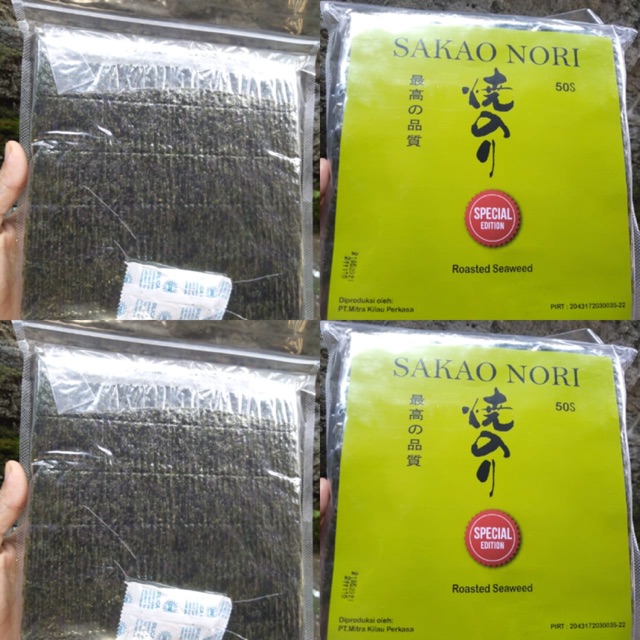 SAKAO NORI
50S
最高の品質
焼のり
SPECIAL
EDITION
Roasted Seaweed
Diproduksi oleh:
PT.Mitra Kilau Perkasa
PIRT : 2043172030035-22
SAKAO NORI
50S
最高の品質
焼のり
SPECIAL
EDITION
Roasted Seaweed
Diproduksi oleh:
PT.Mitra Kilau Perkasa
PIRT : 2043172030035-22